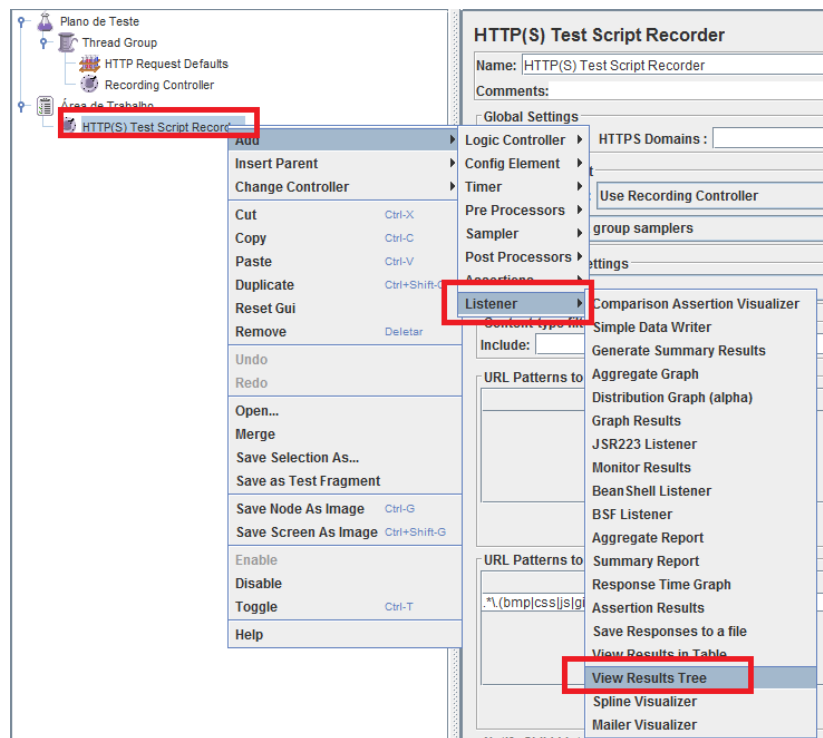 Plano de Teste
Thread Group
HTTP Request Defaults
Recording Controller
Área de Trabalho
HTTP(S) Test Script Record
Add
Insert Parent
Change Controller
Cut Ctrl-X
Copy Ctrl-C
Paste Ctrl-V
Duplicate Ctrl+Shift-C
Reset Gui
Remove Deletar
Undo
Redo
Open...
Merge
Save Selection As...
Save as Test Fragment
Save Node As Image Ctrl-G
Save Screen As Image Ctrl+Shift-G
Enable
Disable
Toggle Ctrl-T
Help
Logic Controller
Config Element
Timer
Pre Processors
Sampler
Post Processors
Assertions
Listener
HTTP(S) Test Script Recorder
Name: HTTP(S) Test Script Recorder
Comments:
Global Settings
HTTPS Domains :
Use Recording Controller
group samplers
ettings
Content-type filt
Include:
URL Patterns to
URL Patterns to
.*\.(bmp|css|js|gi
Comparison Assertion Visualizer
Simple Data Writer
Generate Summary Results
Aggregate Graph
Distribution Graph (alpha)
Graph Results
JSR223 Listener
Monitor Results
BeanShell Listener
BSF Listener
Aggregate Report
Summary Report
Response Time Graph
Assertion Results
Save Responses to a file
View Results in Table
View Results Tree
Spline Visualizer
Mailer Visualizer